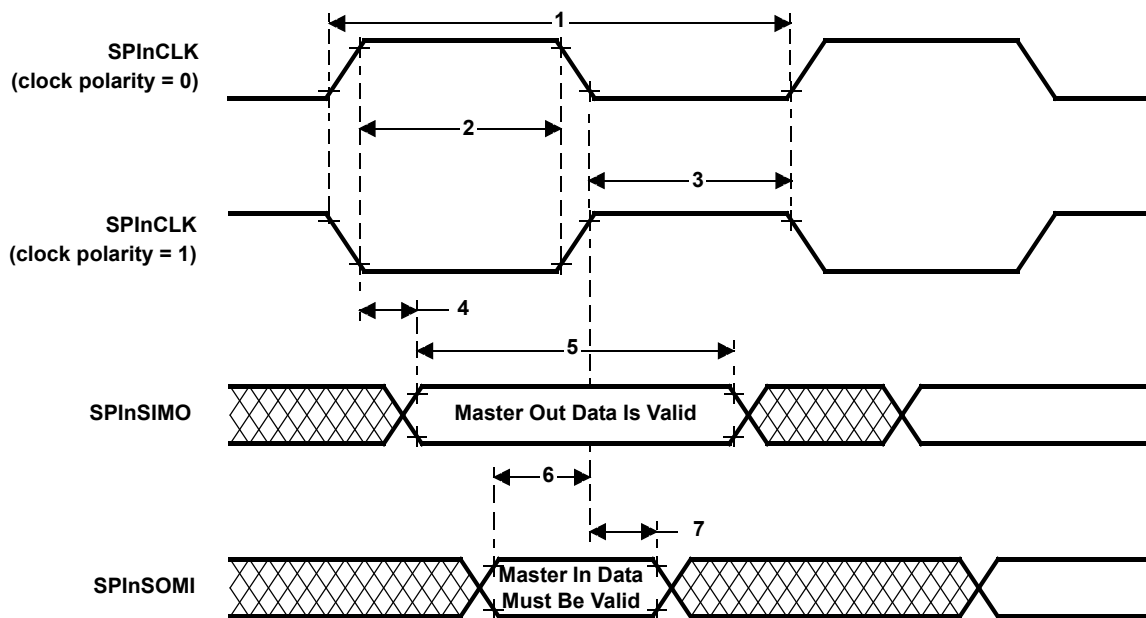 1
SPInCLK
(clock polarity = 0)
2
3
SPInCLK
(clock polarity = 1)
4
5
SPInSIMO
Master Out Data Is Valid
6
7
SPInSOMI
Master In Data
Must Be Valid